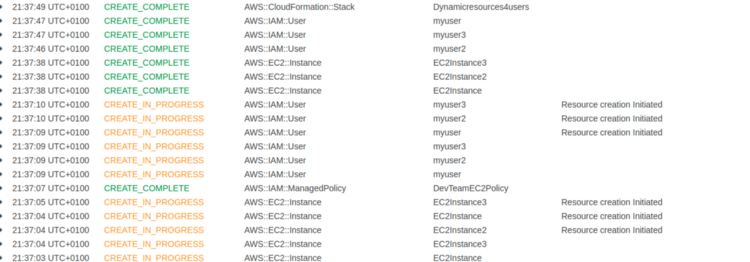 21:37:49 UTC+0100 CREATE_COMPLETE AWS::CloudFormation::Stack Dynamicresources4users
21:37:48 UTC+0100 CREATE_COMPLETE AWS::IAM::User myuser
21:37:47 UTC+0100 CREATE_COMPLETE AWS::IAM::User myuser3
21:37:46 UTC+0100 CREATE_COMPLETE AWS::IAM::User myuser2
21:37:38 UTC+0100 CREATE_COMPLETE AWS::EC2::Instance EC2Instance3
21:37:38 UTC+0100 CREATE_COMPLETE AWS::EC2::Instance EC2Instance2
21:37:38 UTC+0100 CREATE_COMPLETE AWS::EC2::Instance EC2Instance
21:37:10 UTC+0100 CREATE_IN_PROGRESS AWS::IAM::User myuser3 Resource creation Initiated
21:37:10 UTC+0100 CREATE_IN_PROGRESS AWS::IAM::User myuser2 Resource creation Initiated
21:37:09 UTC+0100 CREATE_IN_PROGRESS AWS::IAM::User myuser Resource creation Initiated
21:37:09 UTC+0100 CREATE_IN_PROGRESS AWS::IAM::User myuser3
21:37:09 UTC+0100 CREATE_IN_PROGRESS AWS::IAM::User myuser2
21:37:09 UTC+0100 CREATE_IN_PROGRESS AWS::IAM::User myuser
21:37:07 UTC+0100 CREATE_COMPLETE AWS::IAM::ManagedPolicy DevTeamEC2Policy
21:37:05 UTC+0100 CREATE_IN_PROGRESS AWS::EC2::Instance EC2Instance3 Resource creation Initiated
21:37:04 UTC+0100 CREATE_IN_PROGRESS AWS::EC2::Instance EC2Instance Resource creation Initiated
21:37:04 UTC+0100 CREATE_IN_PROGRESS AWS::EC2::Instance EC2Instance2 Resource creation Initiated
21:37:04 UTC+0100 CREATE_IN_PROGRESS AWS::EC2::Instance EC2Instance3
21:37:03 UTC+0100 CREATE_IN_PROGRESS AWS::EC2::Instance EC2Instance